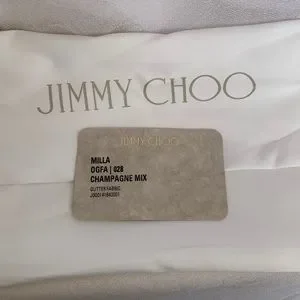 JIMMY CHOO
JIMMY CHOO
MILLA
OGFA | 028
CHAMPAGNE MIX
GLITTER FABRIC